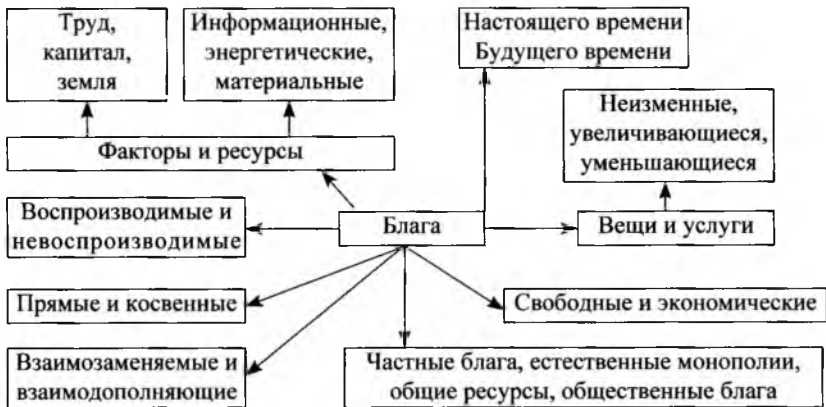 Труд,
капитал,
земля
Информационные,
энергетические,
материальные
Настоящего времени
Будущего времени
Неизменные,
увеличивающиеся,
уменьшающиеся
Факторы и ресурсы
Воспроизводимые и
невоспроизводимые
Блага
Вещи и услуги
Прямые и косвенные
Свободные и экономические
Взаимозаменяемые и
взаимодополняющие
Частные блага, естественные монополии,
общие ресурсы, общественные блага